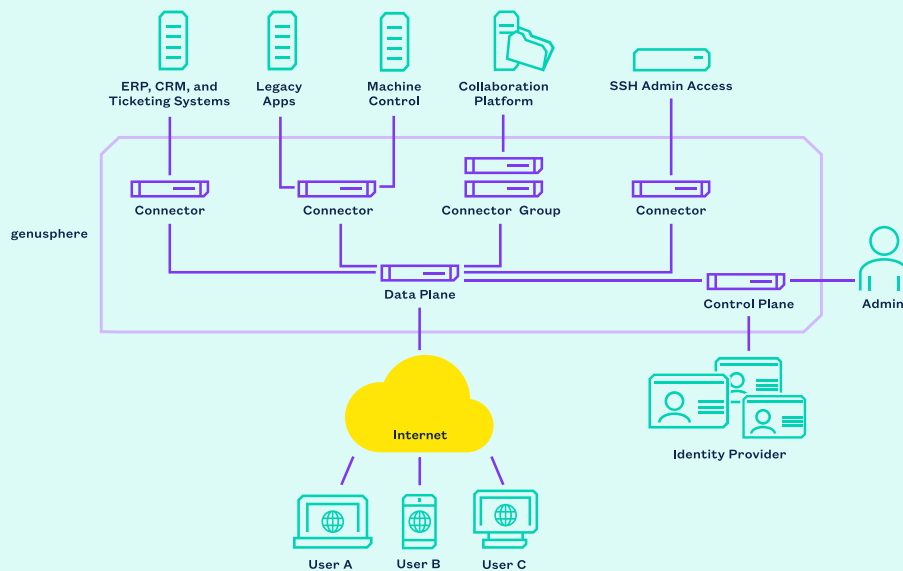 ERP, CRM, and
Ticketing Systems
Legacy
Apps
Machine
Control
Collaboration
Platform
SSH Admin Access
Connector
Connector
Connector Group
Connector
genusphere
Data Plane
Control Plane
Admin
Internet
Identity Provider
User A
User B
User C